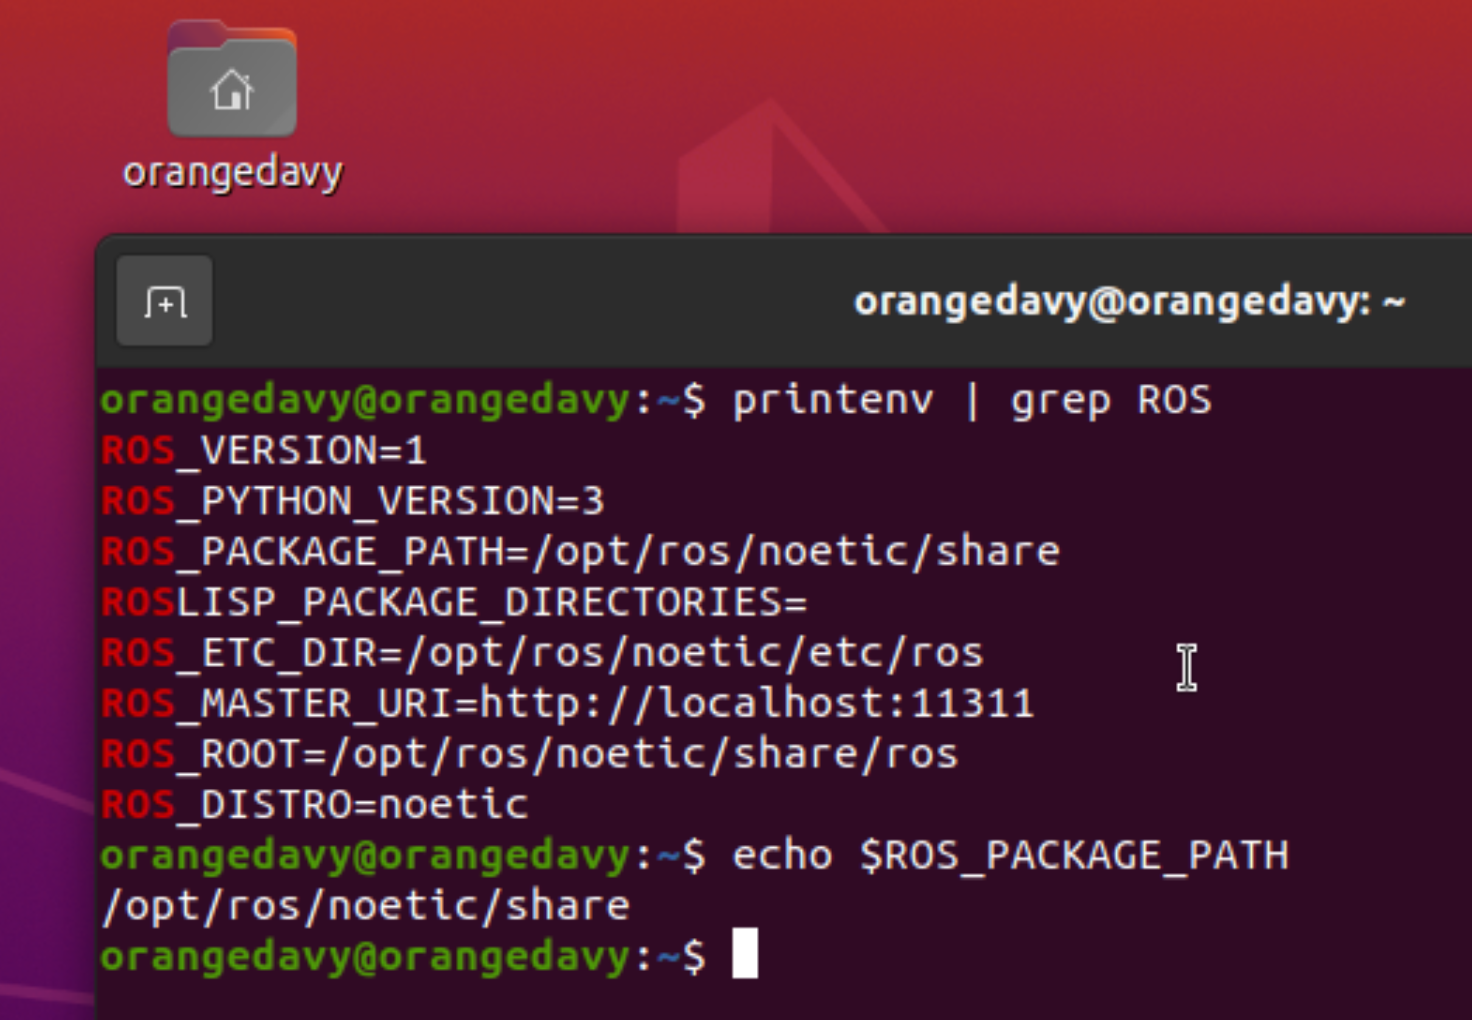 orangedavy
orangedavy@orangedavy: ~
orangedavy@orangedavy:~$ printenv | grep ROS
ROS_VERSION=1
ROS_PYTHON_VERSION=3
ROS_PACKAGE_PATH=/opt/ros/noetic/share
ROSLISP_PACKAGE_DIRECTORIES=
ROS_ETC_DIR=/opt/ros/noetic/etc/ros
ROS_MASTER_URI=http://localhost:11311
ROS_ROOT=/opt/ros/noetic/share/ros
ROS_DISTRO=noetic
orangedavy@orangedavy:~$ echo $ROS_PACKAGE_PATH
/opt/ros/noetic/share
orangedavy@orangedavy:~$